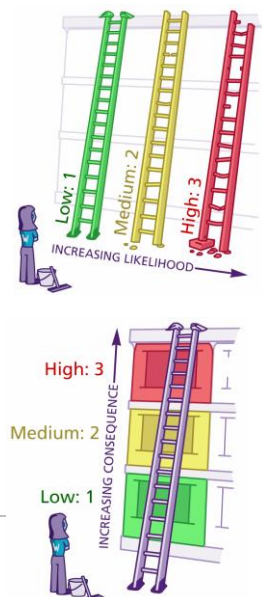 Low: 1
Medium: 2
High: 3
INCREASING LIKELIHOOD
High: 3
Medium: 2
Low: 1
INCREASING CONSEQUENCE